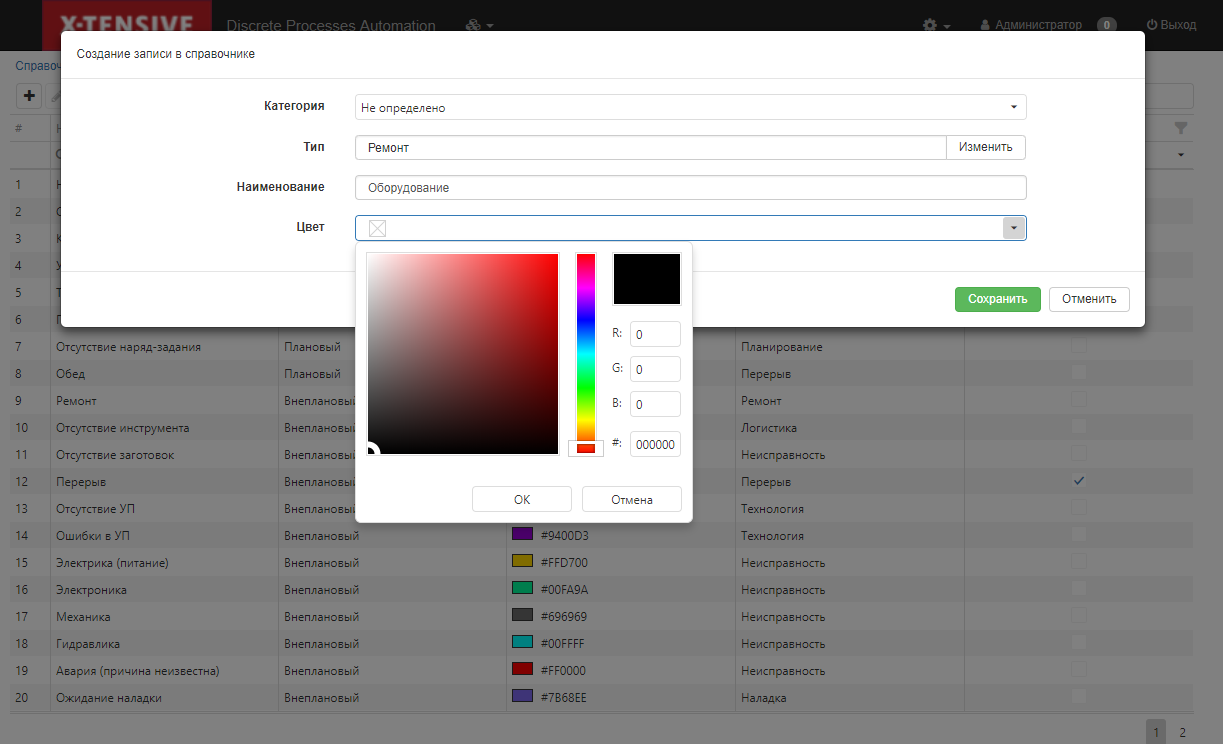 X-TENSIVE Discrete Processes Automation Администратор 0 Выход
Создание записи в справочнике
Категория Не определено
Тип Ремонт Изменить
Наименование Оборудование
Цвет
Сохранить Отменить
R: 0
G: 0
B: 0
#: 000000
ОК Отмена
#
1
2
3
4
5
6
7 Отсутствие наряд-задания Плановый Планирование
8 Обед Плановый Перерыв
9 Ремонт Внеплановый Ремонт
10 Отсутствие инструмента Внеплановый Логистика
11 Отсутствие заготовок Внеплановый Неисправность
12 Перерыв Внеплановый Перерыв
13 Отсутствие УП Внеплановый Технология
14 Ошибки в УП Внеплановый #9400D3 Технология
15 Электрика (питание) Внеплановый #FFD700 Неисправность
16 Электроника Внеплановый #00FA9A Неисправность
17 Механика Внеплановый #696969 Неисправность
18 Гидравлика Внеплановый #00FFFF Неисправность
19 Авария (причина неизвестна) Внеплановый #FF0000 Неисправность
20 Ожидание наладки Внеплановый #7B68EE Наладка
1 2